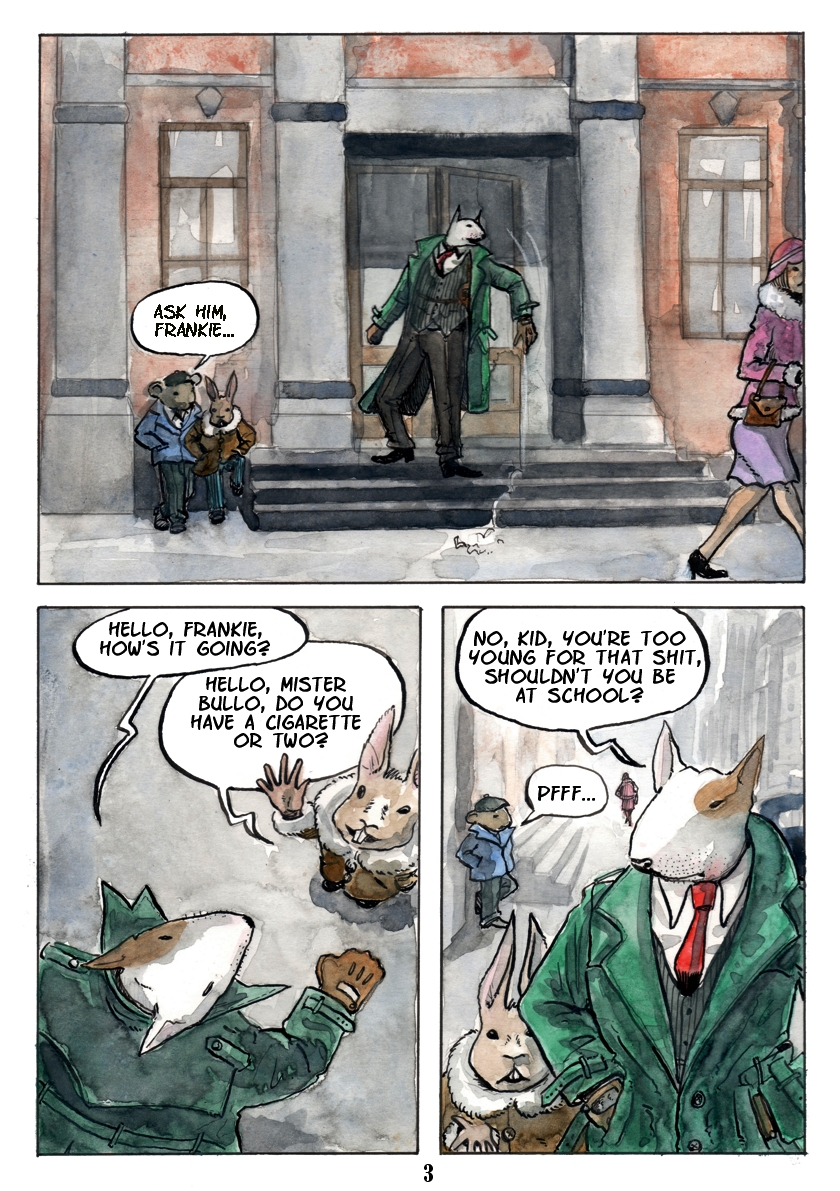 ASK HIM,
FRANKIE...
HELLO, FRANKIE,
HOW'S IT GOING?
HELLO, MISTER
BULLO, DO YOU
HAVE A CIGARETTE
OR TWO?
NO, KID, YOU'RE TOO
YOUNG FOR THAT SHIT,
SHOULDN'T YOU BE
AT SCHOOL?
PFFF...
3